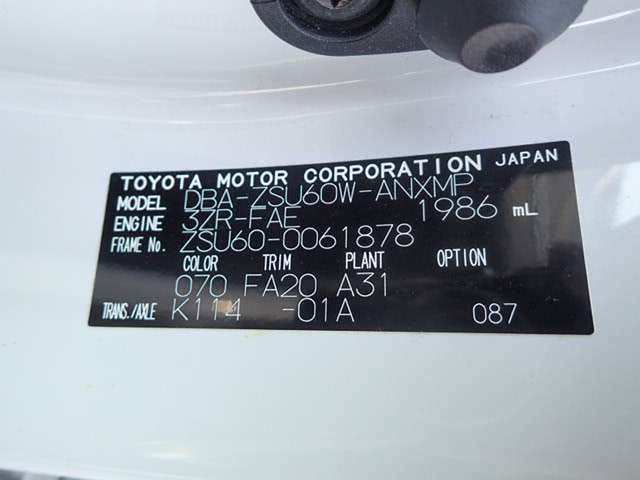 TOYOTA MOTOR CORPORATION JAPAN
MODEL DBA-ZSU60W-ANXMP
ENGINE 3ZR-FAE 1986 mL
FRAME No. ZSU60-0061878
COLOR TRIM PLANT OPTION
070 FA20 A31
TRANS./AXLE K114 -01A 087